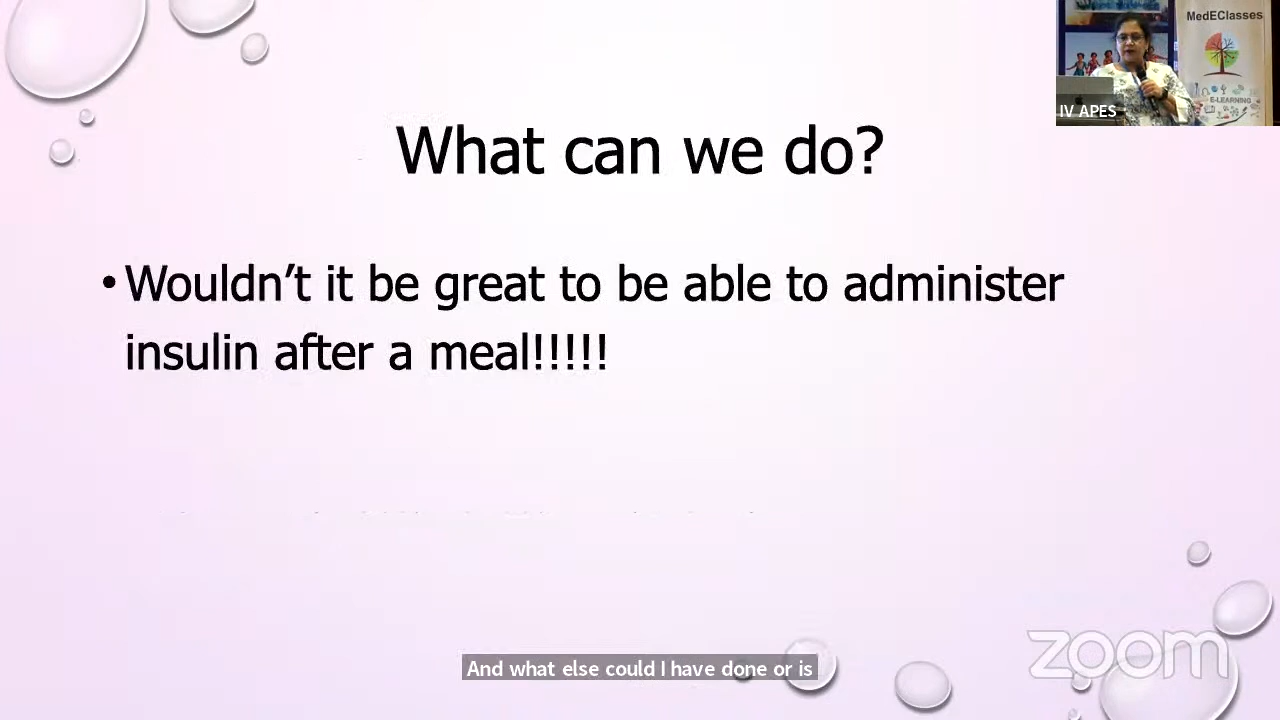 MedEClasses
E-LEARNING
IV APES
What can we do?
• Wouldn’t it be great to be able to administer
insulin after a meal!!!!!
And what else could I have done or is
zoom